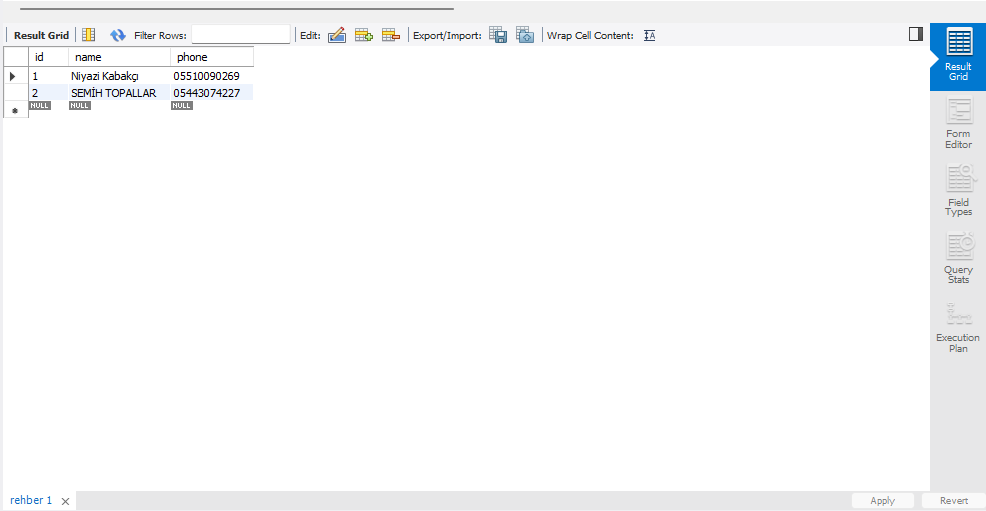 Result Grid Filter Rows: Edit: Export/Import: Wrap Cell Content:
id name phone
1 Niyazi Kabakçı 05510090269
2 SEMİH TOPALLAR 05443074227
NULL NULL NULL
Result
Grid
Form
Editor
Field
Types
Query
Stats
Execution
Plan
rehber 1
Apply Revert